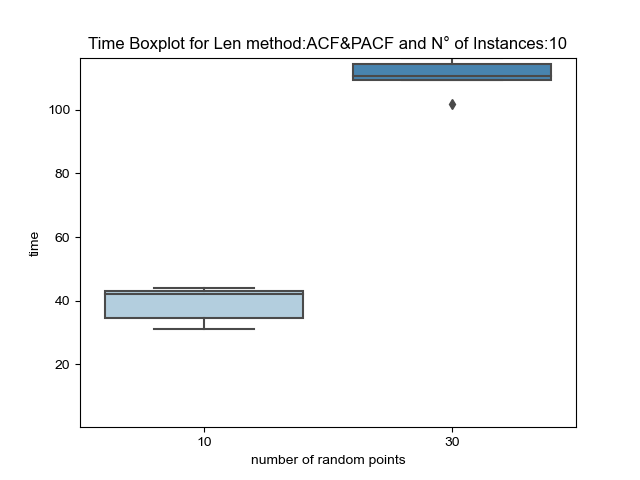 Time Boxplot for Len method:ACF&PACF and N° of Instances:10
100
80
60
40
20
time
10 30
number of random points